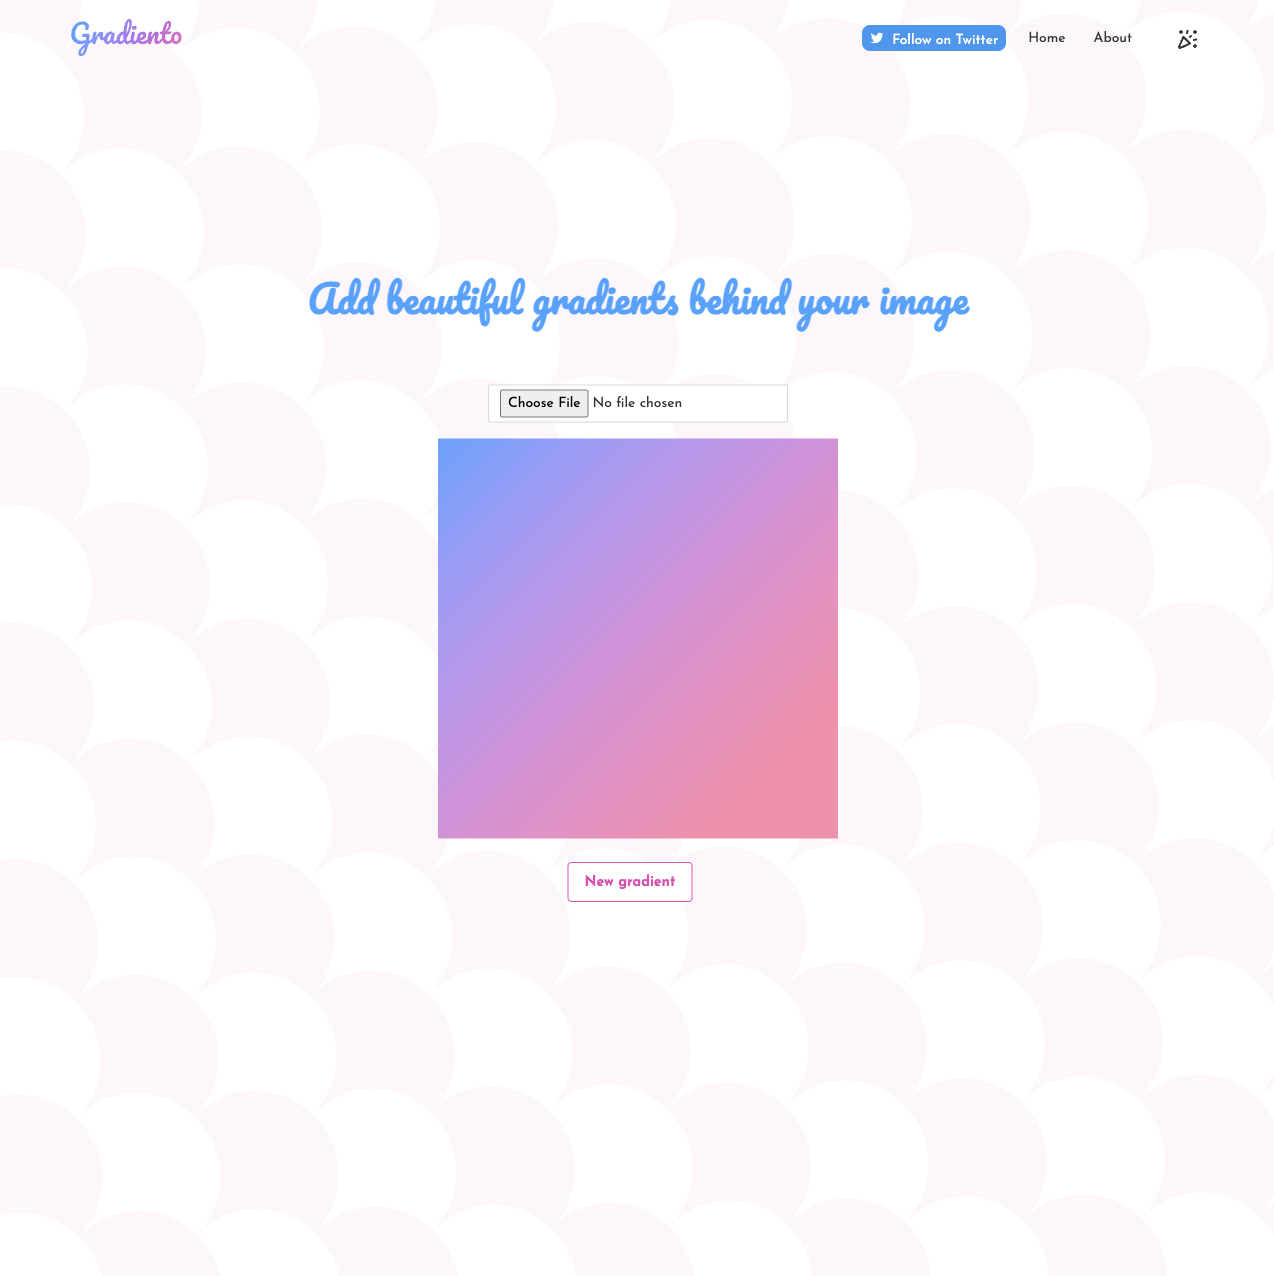 Gradiento
Follow on Twitter
Home
About
Add beautiful gradients behind your image
Choose File No file chosen
New gradient